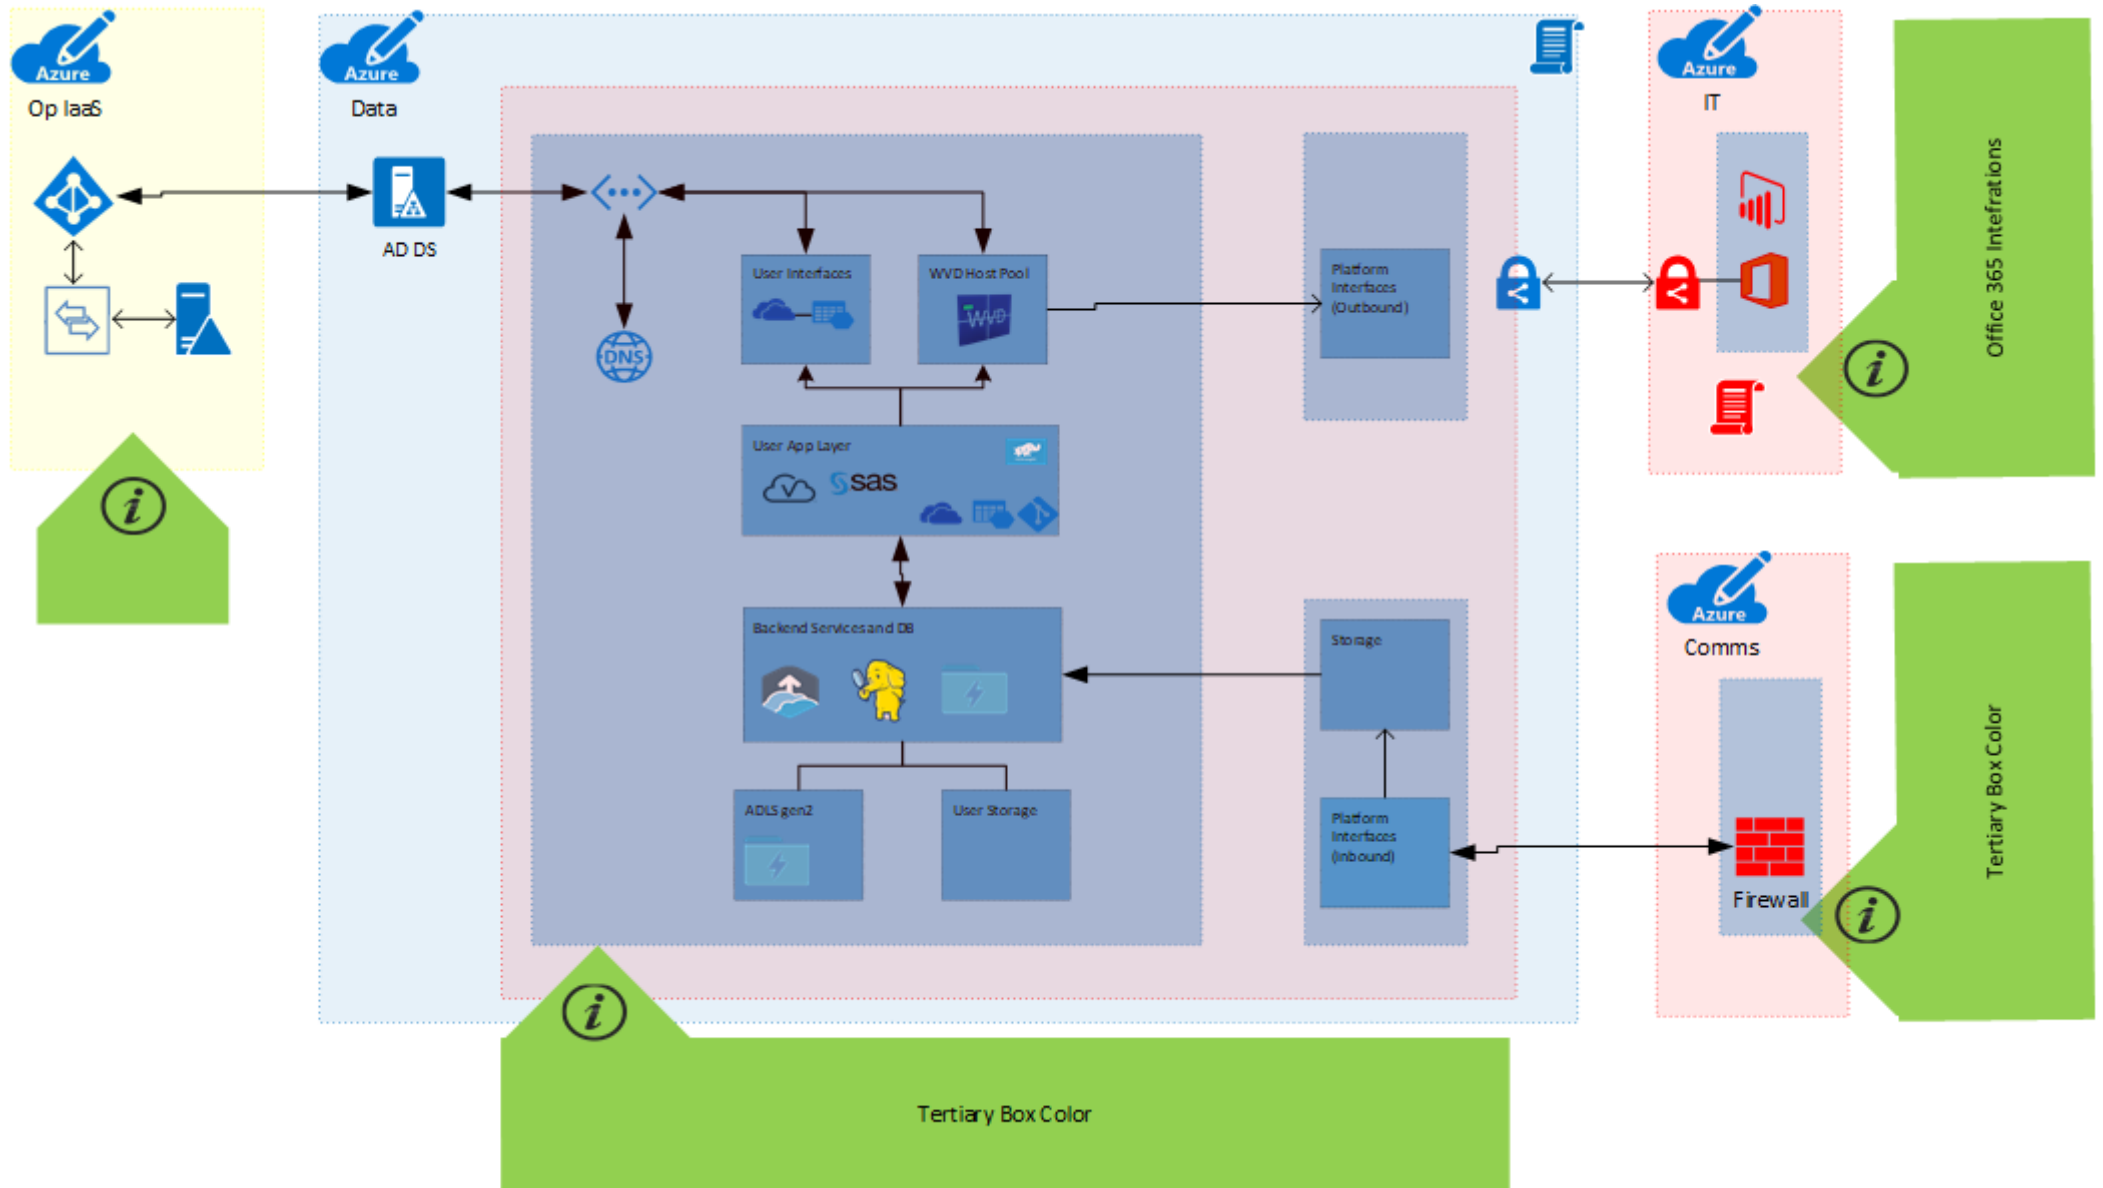 Azure
Op IaaS
Azure
Data
AD DS
DNS
User Interfaces
WVD Host Pool
WVD
User App Layer
V
sas
Backend Services and DB
ADLS gen2
User Storage
Platform
Interfaces
(Outbound)
Storage
Platform
Interfaces
(Inbound)
Azure
IT
Office 365 Intefrations
Azure
Comms
Firewall
Tertiary Box Color
Tertiary Box Color
i
i
i
i